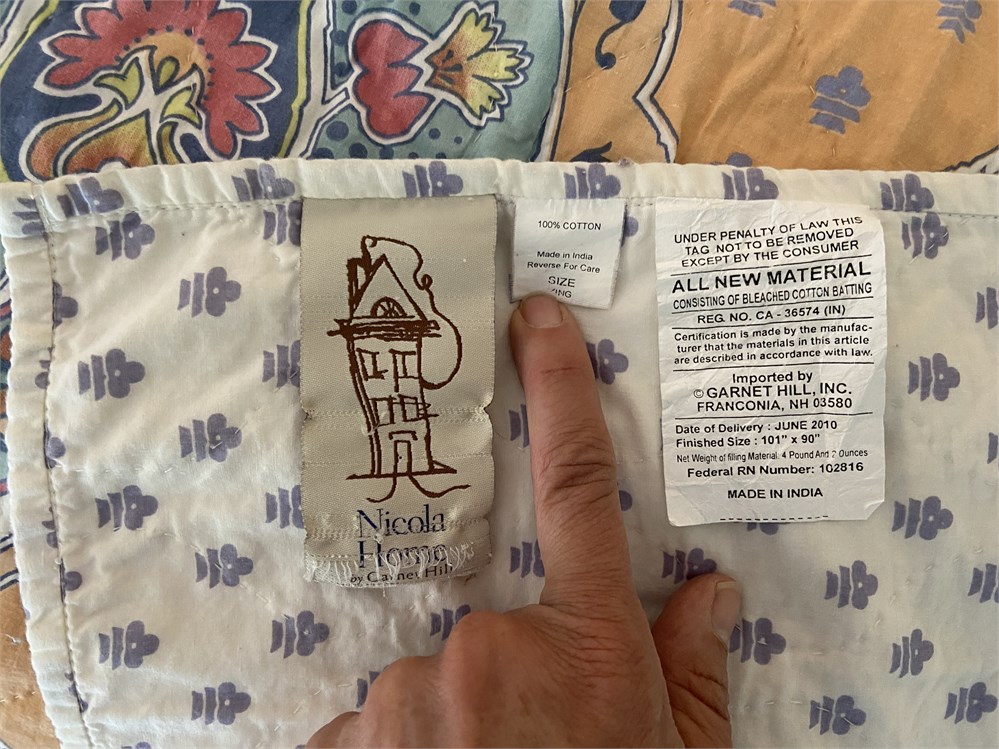 Nicola
Home
by Garnet Hill
100% COTTON
Made in India
Reverse For Care
SIZE
KING
UNDER PENALTY OF LAW THIS
TAG NOT TO BE REMOVED
EXCEPT BY THE CONSUMER
ALL NEW MATERIAL
CONSISTING OF BLEACHED COTTON BATTING
REG. NO. CA - 36574 (IN)
Certification is made by the manufac-
turer that the materials in this article
are described in accordance with law.
Imported by
©GARNET HILL, INC.
FRANCONIA, NH 03580
Date of Delivery : JUNE 2010
Finished Size : 101" x 90"
Net Weight of filling Material. 4 Pound And 2 Ounces
Federal RN Number: 102816
MADE IN INDIA